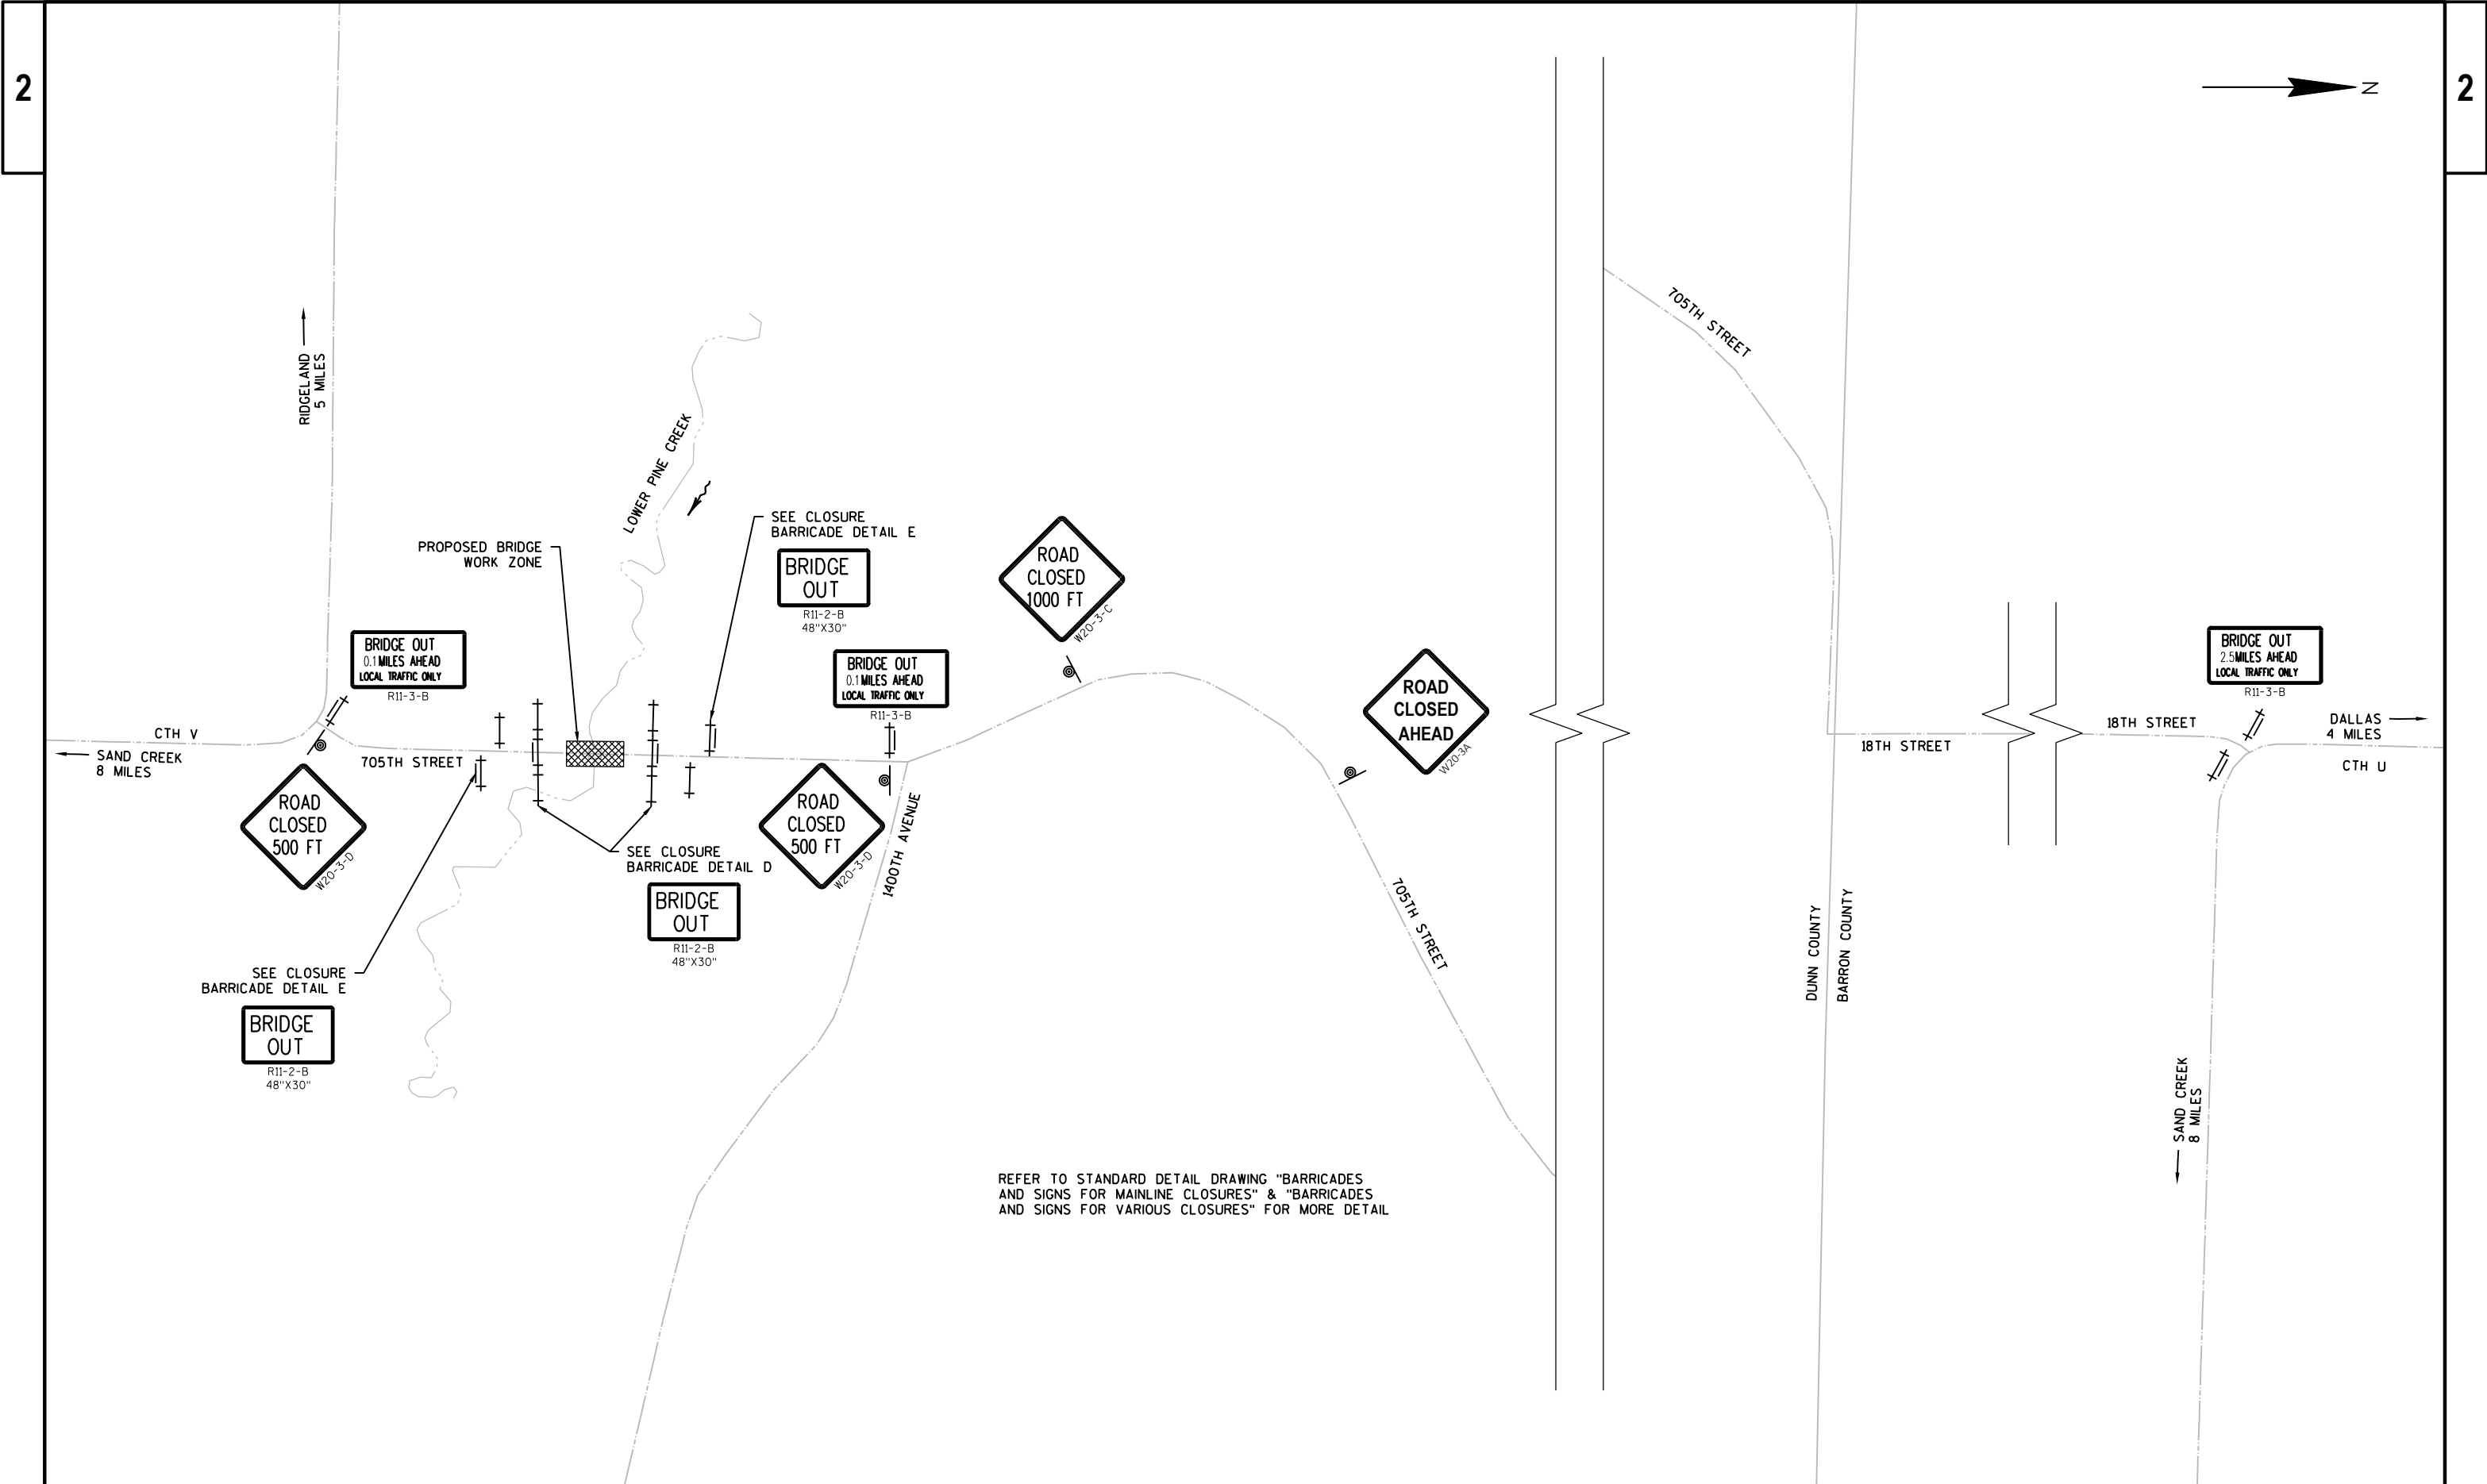 2
2
N
705TH STREET
RIDGELAND
5 MILES
LOWER PINE CREEK
SEE CLOSURE
BARRICADE DETAIL E
BRIDGE
OUT
R11-2-B
48"X30"
PROPOSED BRIDGE
WORK ZONE
ROAD
CLOSED
1000 FT
W20-3-C
BRIDGE OUT
0.1 MILES AHEAD
LOCAL TRAFFIC ONLY
R11-3-B
BRIDGE OUT
0.1 MILES AHEAD
LOCAL TRAFFIC ONLY
R11-3-B
ROAD
CLOSED
AHEAD
W20-3A
BRIDGE OUT
2.5MILES AHEAD
LOCAL TRAFFIC ONLY
R11-3-B
CTH V
SAND CREEK
8 MILES
705TH STREET
18TH STREET
18TH STREET
DALLAS
4 MILES
CTH U
ROAD
CLOSED
500 FT
W20-3-D
ROAD
CLOSED
500 FT
W20-3-D
1400TH AVENUE
SEE CLOSURE
BARRICADE DETAIL D
BRIDGE
OUT
R11-2-B
48"X30"
705TH STREET
DUNN COUNTY
BARRON COUNTY
SEE CLOSURE
BARRICADE DETAIL E
BRIDGE
OUT
R11-2-B
48"X30"
SAND CREEK
8 MILES
REFER TO STANDARD DETAIL DRAWING "BARRICADES
AND SIGNS FOR MAINLINE CLOSURES" & "BARRICADES
AND SIGNS FOR VARIOUS CLOSURES" FOR MORE DETAIL